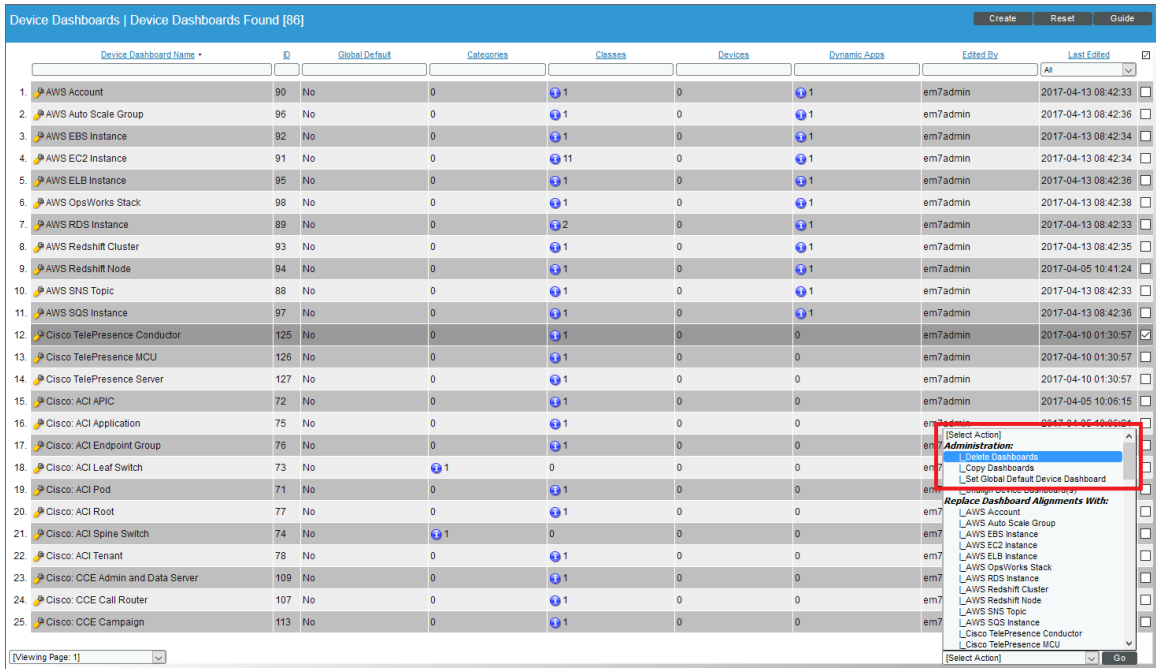 Device Dashboards | Device Dashboards Found [86] Create Reset Guide
Device Dashboard Name • ID Global Default Categories Classes Devices Dynamic Apps Edited By Last Edited
All
1. AWS Account 90 No 0 1 0 1 em7admin 2017-04-13 08:42:33
2. AWS Auto Scale Group 96 No 0 1 0 1 em7admin 2017-04-13 08:42:36
3. AWS EBS Instance 92 No 0 1 0 1 em7admin 2017-04-13 08:42:34
4. AWS EC2 Instance 91 No 0 11 0 1 em7admin 2017-04-13 08:42:34
5. AWS ELB Instance 95 No 0 1 0 1 em7admin 2017-04-13 08:42:36
6. AWS OpsWorks Stack 98 No 0 1 0 1 em7admin 2017-04-13 08:42:38
7. AWS RDS Instance 89 No 0 2 0 1 em7admin 2017-04-13 08:42:33
8. AWS Redshift Cluster 93 No 0 1 0 1 em7admin 2017-04-13 08:42:35
9. AWS Redshift Node 94 No 0 1 0 1 em7admin 2017-04-05 10:41:24
10. AWS SNS Topic 88 No 0 1 0 1 em7admin 2017-04-13 08:42:33
11. AWS SQS Instance 97 No 0 1 0 1 em7admin 2017-04-13 08:42:36
12. Cisco TelePresence Conductor 125 No 0 1 0 0 em7admin 2017-04-10 01:30:57
13. Cisco TelePresence MCU 126 No 0 1 0 0 em7admin 2017-04-10 01:30:57
14. Cisco TelePresence Server 127 No 0 1 0 0 em7admin 2017-04-10 01:30:57
15. Cisco: ACI APIC 72 No 0 1 0 0 em7admin 2017-04-05 10:06:15
16. Cisco: ACI Application 75 No 0 1 0 0
17. Cisco: ACI Endpoint Group 76 No 0 1 0 0 em7
18. Cisco: ACI Leaf Switch 73 No 1 0 0 0 em7
19. Cisco: ACI Pod 71 No 0 1 0 0 em7
20. Cisco: ACI Root 77 No 0 1 0 0 em7
21. Cisco: ACI Spine Switch 74 No 1 0 0 0 em7
22. Cisco: ACI Tenant 78 No 0 1 0 0 em7
23. Cisco: CCE Admin and Data Server 109 No 0 1 0 0 em7
24. Cisco: CCE Call Router 107 No 0 1 0 0 em7
25. Cisco: CCE Campaign 113 No 0 1 0 0 em7
[Select Action]
Administration:
|_Delete Dashboards
|_Copy Dashboards
|_Set Global Default Device Dashboard
Replace Dashboard Alignments With:
|_AWS Account
|_AWS Auto Scale Group
|_AWS EBS Instance
|_AWS EC2 Instance
|_AWS ELB Instance
|_AWS OpsWorks Stack
|_AWS RDS Instance
|_AWS Redshift Cluster
|_AWS Redshift Node
|_AWS SNS Topic
|_AWS SQS Instance
|_Cisco TelePresence Conductor
|_Cisco TelePresence MCU
[Viewing Page: 1] [Select Action] Go